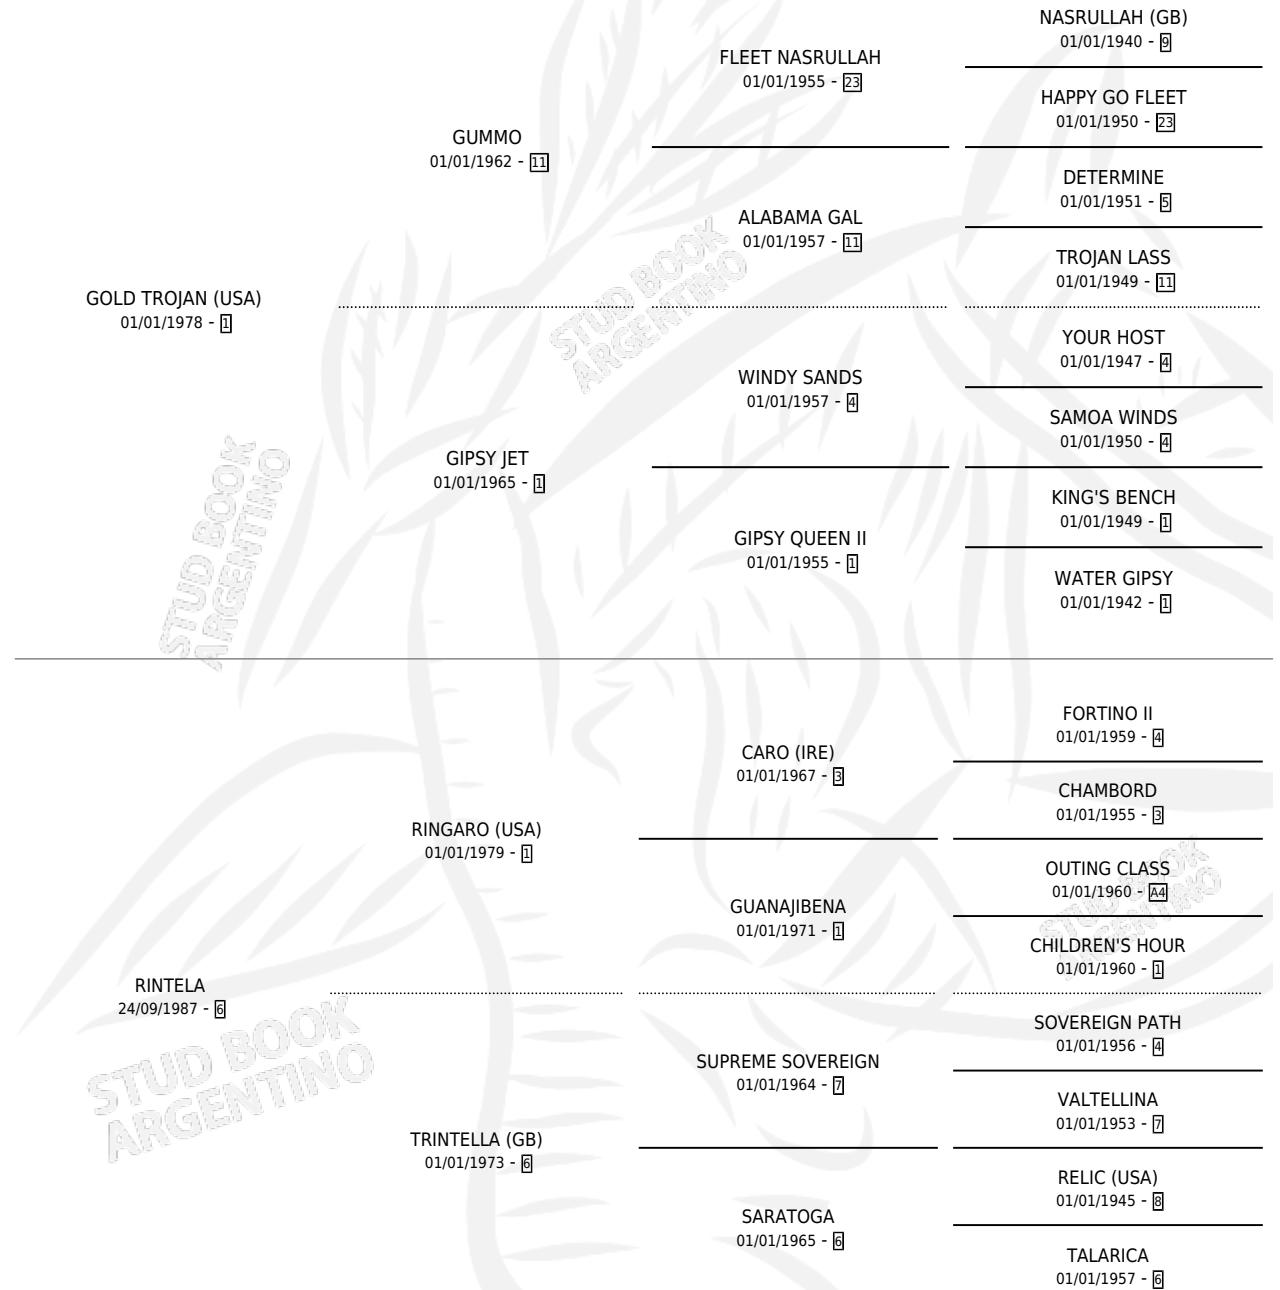 NASRULLAH (GB)
01/01/1940 - 9
FLEET NASRULLAH
01/01/1955 - 23
HAPPY GO FLEET
01/01/1950 - 23
GUMMO
01/01/1962 - 11
DETERMINE
01/01/1951 - 5
ALABAMA GAL
01/01/1957 - 11
TROJAN LASS
01/01/1949 - 11
GOLD TROJAN (USA)
01/01/1978 - 1
YOUR HOST
01/01/1947 - 4
WINDY SANDS
01/01/1957 - 4
SAMOA WINDS
01/01/1950 - 4
GIPSY JET
01/01/1965 - 1
KING'S BENCH
01/01/1949 - 1
GIPSY QUEEN II
01/01/1955 - 1
WATER GIPSY
01/01/1942 - 1
STUD BOOK
ARGENTINO
STUD BOOK
ARGENTINO
FORTINO II
01/01/1959 - 4
CARO (IRE)
01/01/1967 - 3
CHAMBORD
01/01/1955 - 3
RINGARO (USA)
01/01/1979 - 1
OUTING CLASS
01/01/1960 - A4
GUANAJIBENA
01/01/1971 - 1
CHILDREN'S HOUR
01/01/1960 - 1
RINTELA
24/09/1987 - 6
SOVEREIGN PATH
01/01/1956 - 4
SUPREME SOVEREIGN
01/01/1964 - 7
VALTELLINA
01/01/1953 - 7
TRINTELLA (GB)
01/01/1973 - 6
RELIC (USA)
01/01/1945 - 8
SARATOGA
01/01/1965 - 6
TALARICA
01/01/1957 - 6
STUD BOOK
ARGENTINO
STUD BOOK
ARGENTINO